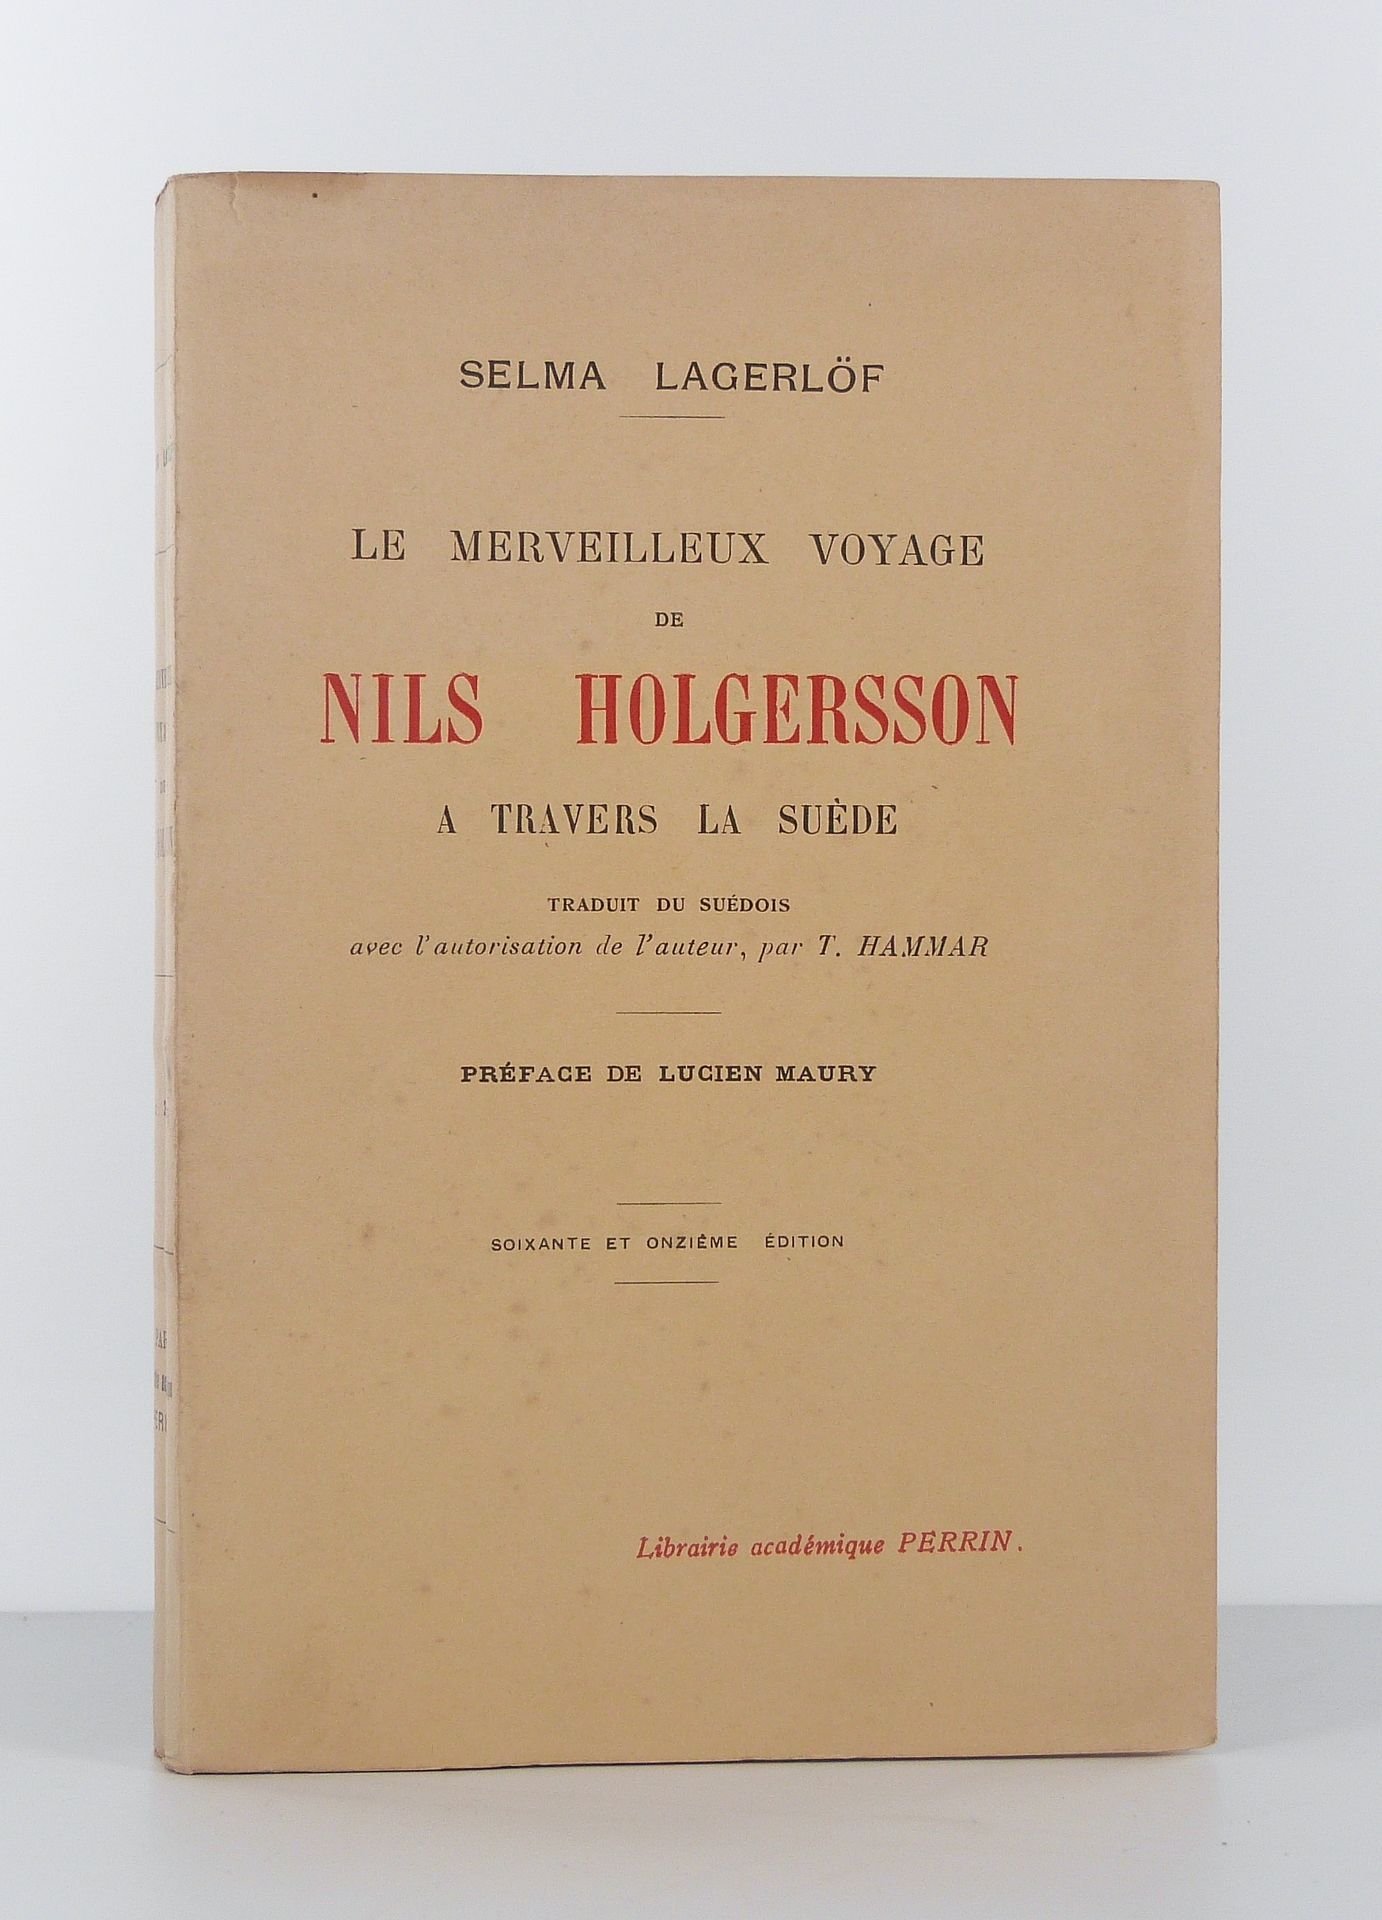 SELMA LAGERLÖF
LE MERVEILLEUX VOYAGE
DE
NILS HOLGERSSON
A TRAVERS LA SUÈDE
TRADUIT DU SUÉDOIS
avec l'autorisation de l'auteur, par T. HAMMAR
PRÉFACE DE LUCIEN MAURY
SOIXANTE ET ONZIÈME ÉDITION
Librairie académique PERRIN.